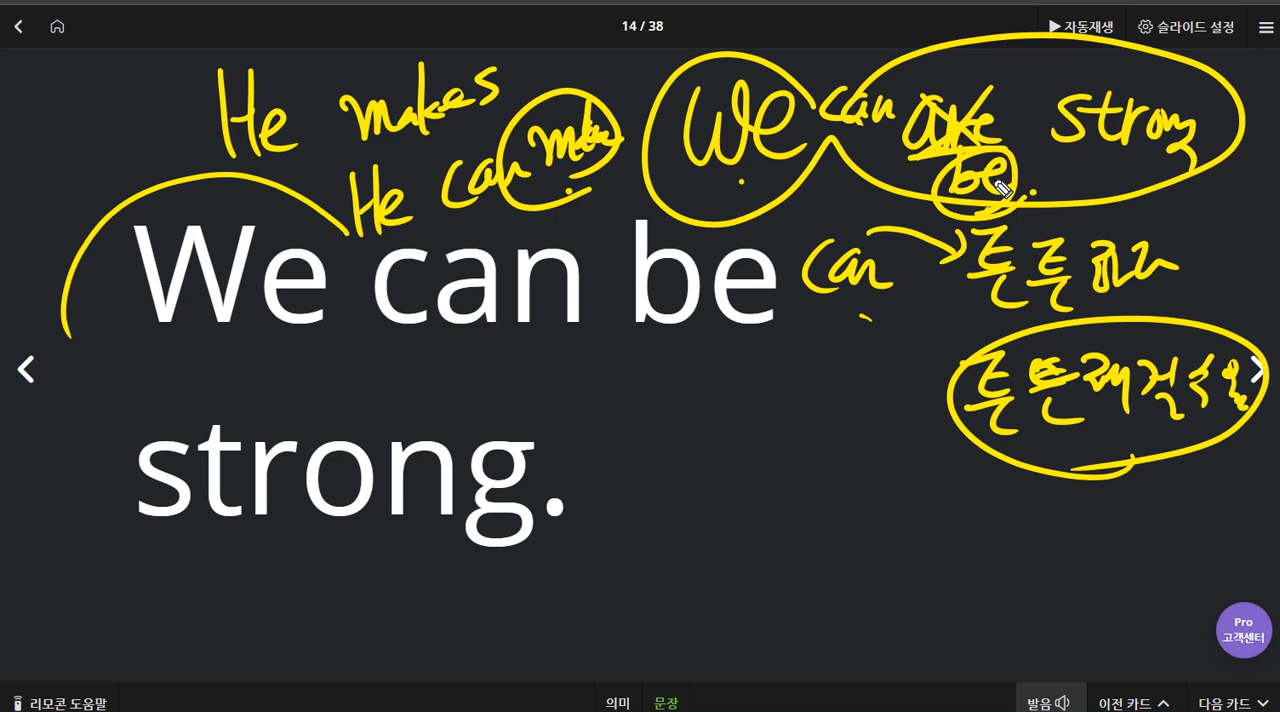 14 / 38
▶ 자동재생
슬라이드 설정
He makes
He can make
We can are strong
be.
We can be
strong.
can → 튼튼하다
튼튼해질 수 있
Pro
고객센터
리모콘 도움말
의미
문장
발음
이전 카드
다음 카드